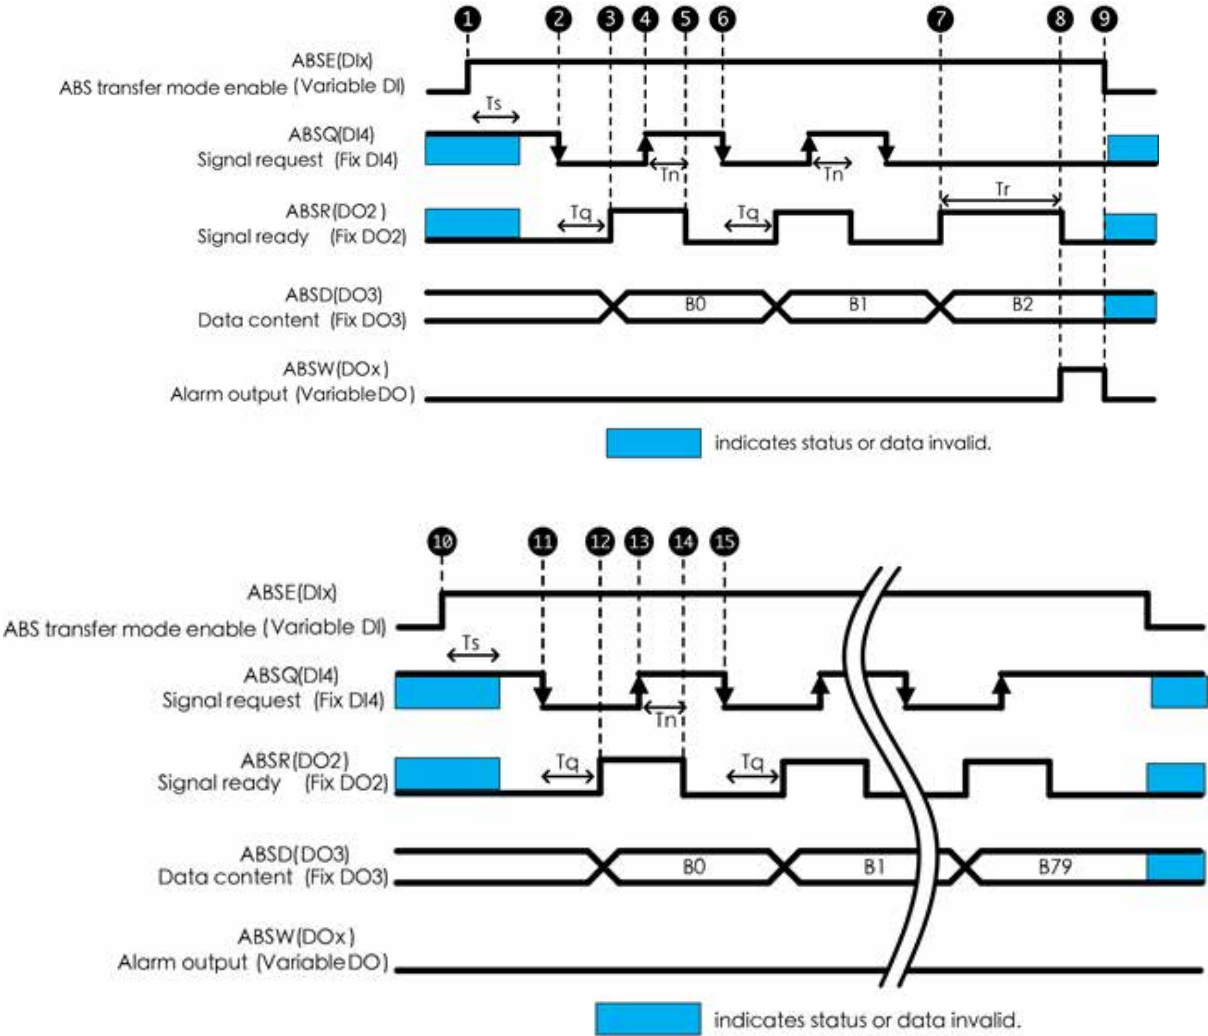 1 2 3 4 5 6 7 8 9
ABSE(DIx)
ABS transfer mode enable (Variable DI)
Ts
ABSQ(DI4)
Signal request (Fix DI4)
Tn Tn
ABSR(DO2)
Signal ready (Fix DO2)
Tq Tq Tr
ABSD(DO3)
Data content (Fix DO3)
B0 B1 B2
ABSW(DOx)
Alarm output (VariableDO)
indicates status or data invalid.
10 11 12 13 14 15
ABSE(DIx)
ABS transfer mode enable (Variable DI)
Ts
ABSQ(DI4)
Signal request (Fix DI4)
Tn
ABSR(DO2)
Signal ready (Fix DO2)
Tq Tq
ABSD(DO3)
Data content (Fix DO3)
B0 B1 B79
ABSW(DOx)
Alarm output (VariableDO)
indicates status or data invalid.